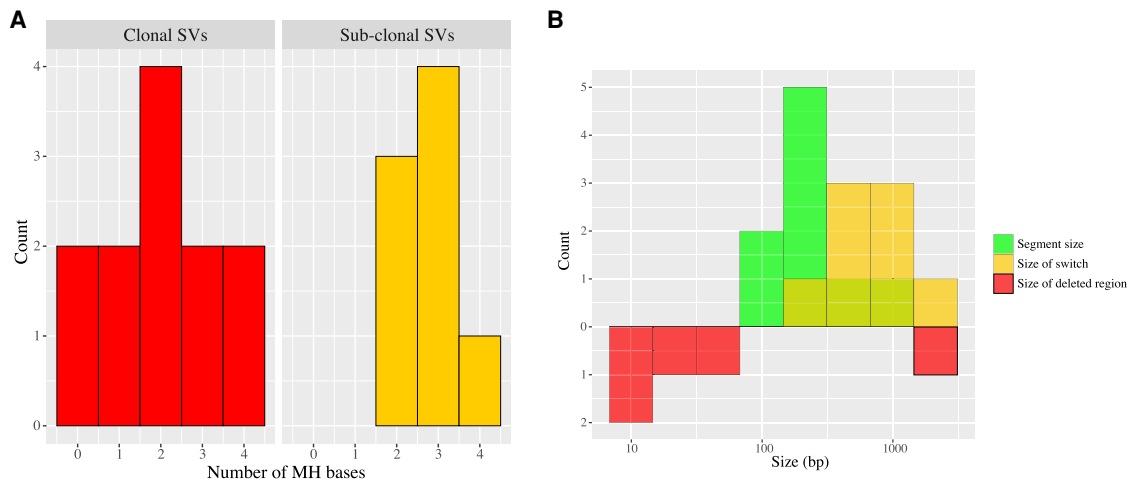 A
B
Clonal SVs
Sub-clonal SVs
Count
4
3
2
1
0
0 1 2 3 4
0 1 2 3 4
Number of MH bases
Count
5
4
3
2
1
0
1
2
10 100 1000
Size (bp)
Segment size
Size of switch
Size of deleted region